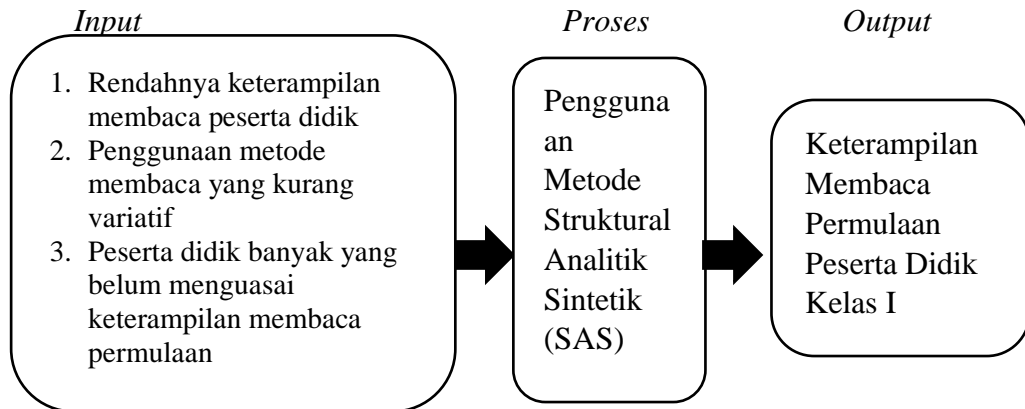 Input
Proses
Output
1. Rendahnya keterampilan
membaca peserta didik
2. Penggunaan metode
membaca yang kurang
variatif
3. Peserta didik banyak yang
belum menguasai
keterampilan membaca
permulaan
Pengguna
an
Metode
Struktural
Analitik
Sintetik
(SAS)
Keterampilan
Membaca
Permulaan
Peserta Didik
Kelas I